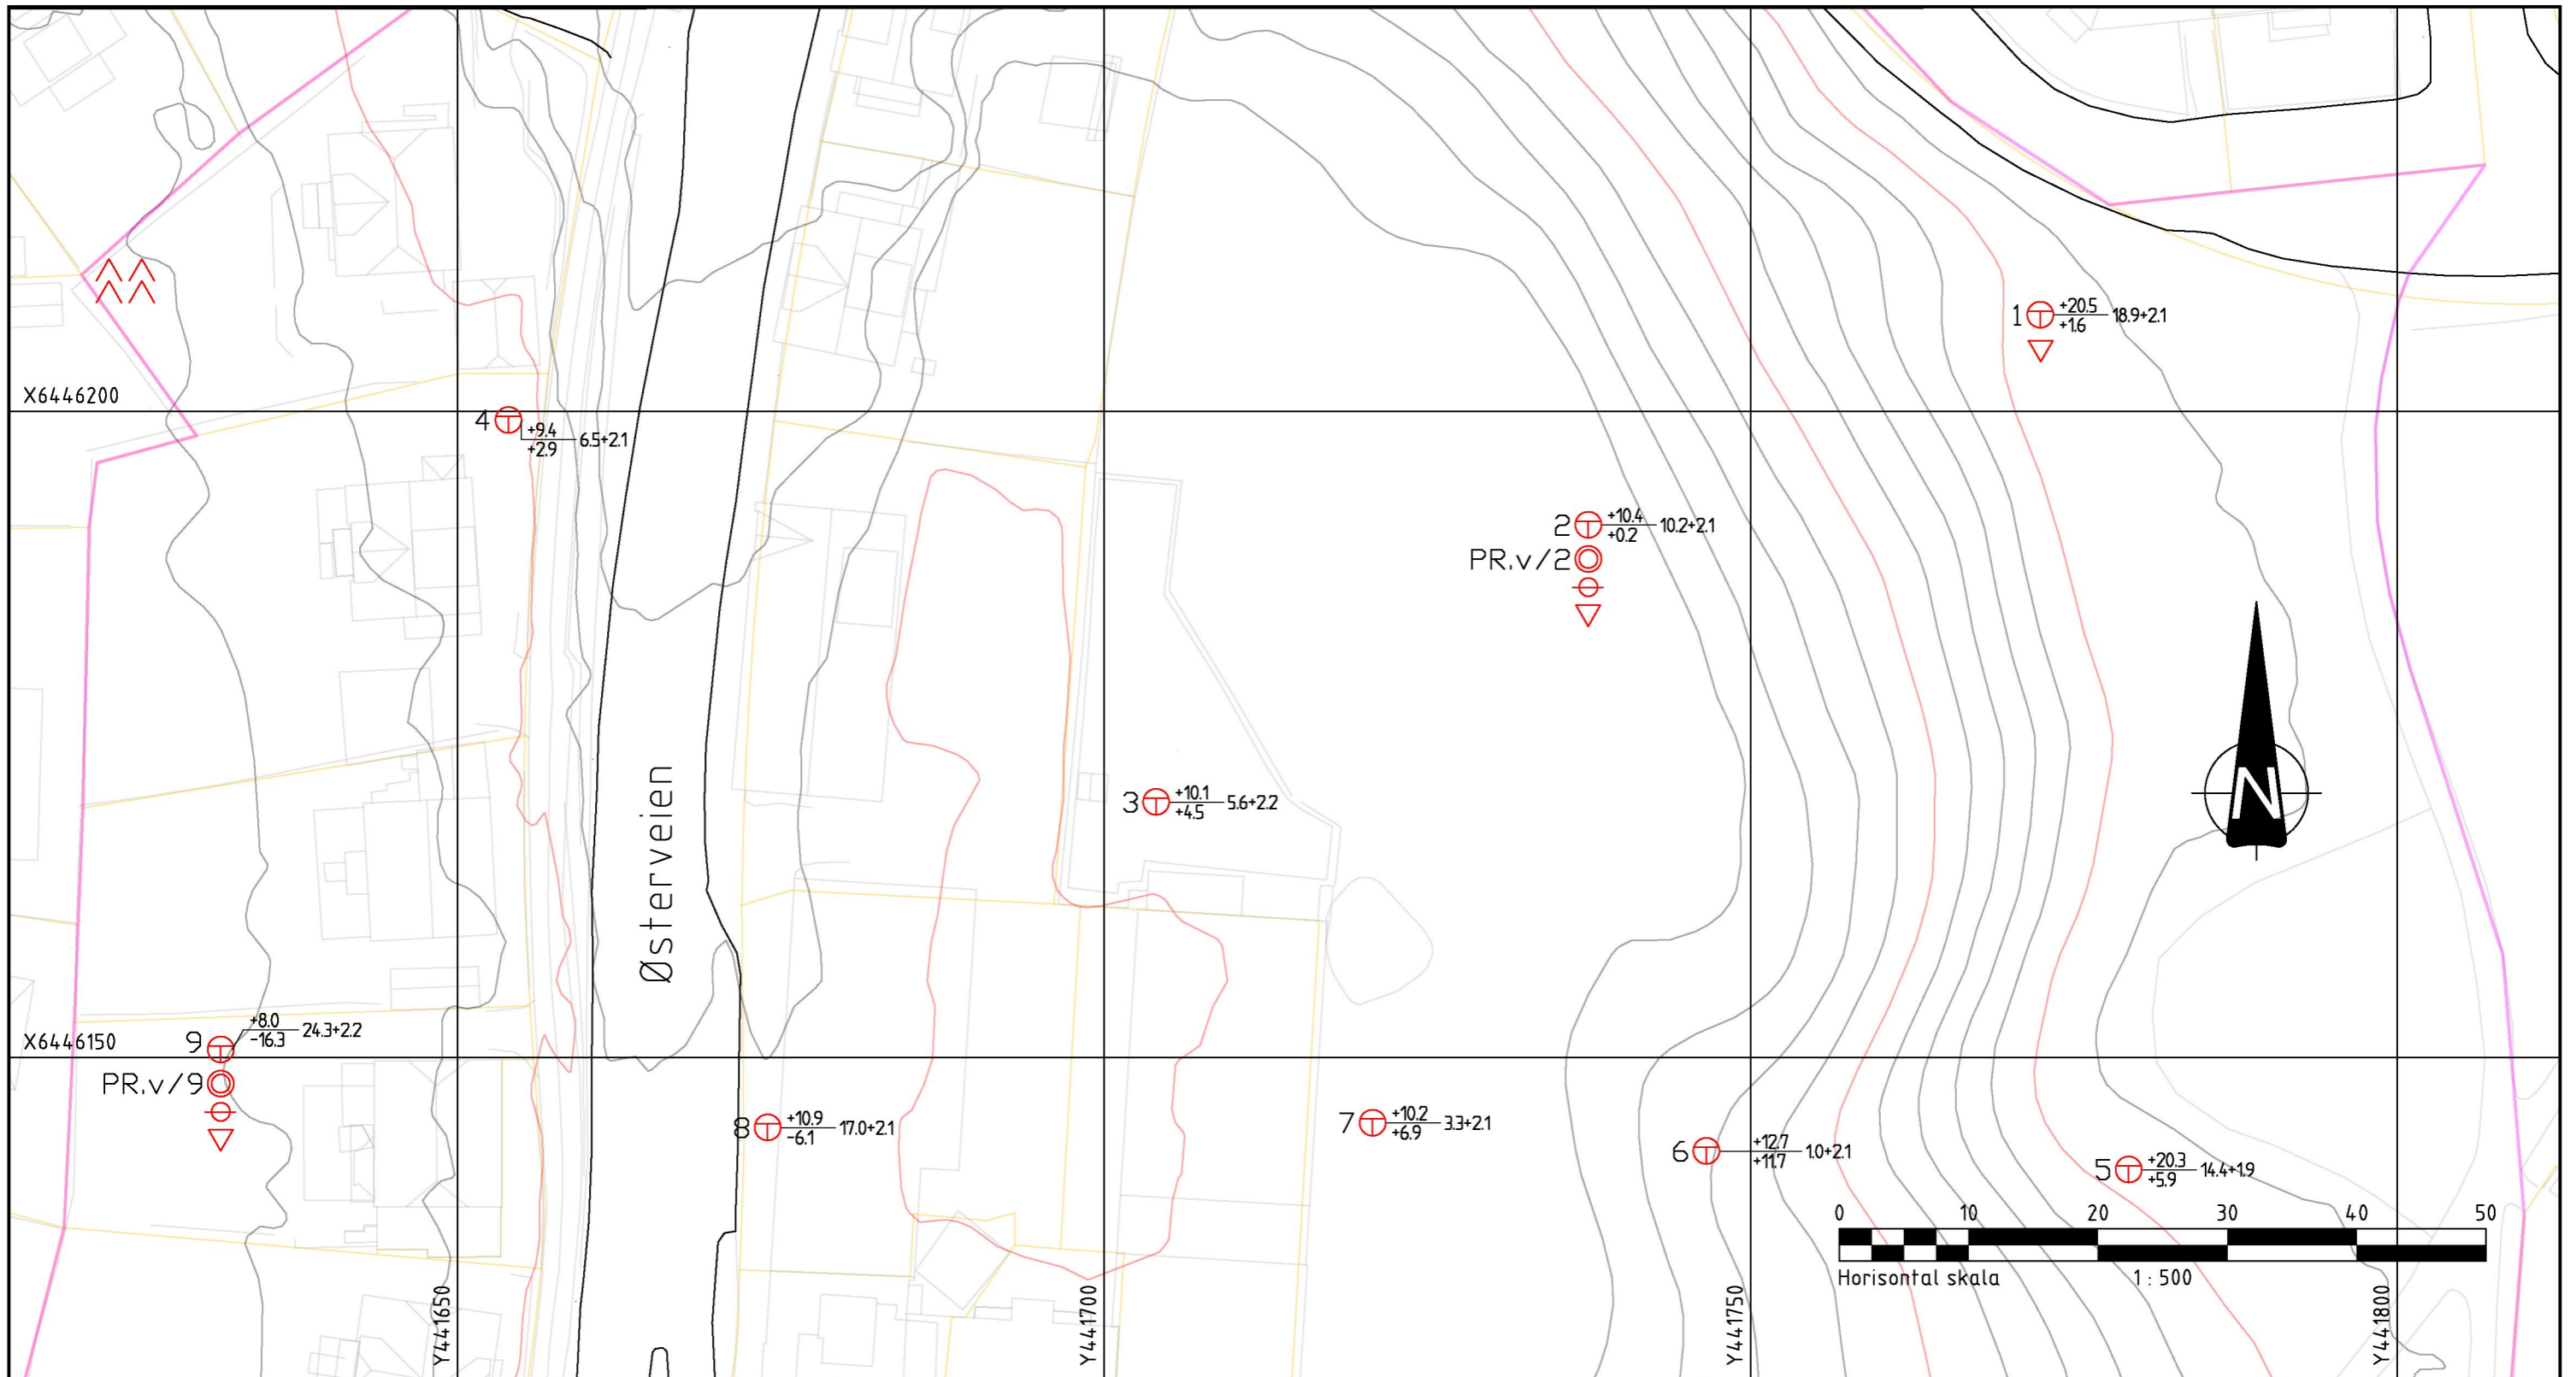 1 +20.5 18.9+2.1
+1.6
X6446200
4 +9.4 6.5+2.1
+2.9
2 +10.4 10.2+2.1
+0.2
PR.v/2
Østerveien
3 +10.1 5.6+2.2
+4.5
N
X6446150
9 +8.0 24.3+2.2
-16.3
PR.v/9
8 +10.9 17.0+2.1
-6.1
7 +10.2 3.3+2.1
+6.9
6 +12.7 1.0+2.1
+11.7
5 +20.3 14.4+1.9
+5.9
0 10 20 30 40 50
Horisontal skala 1 : 500
Y441650
Y441700
Y441750
Y441800